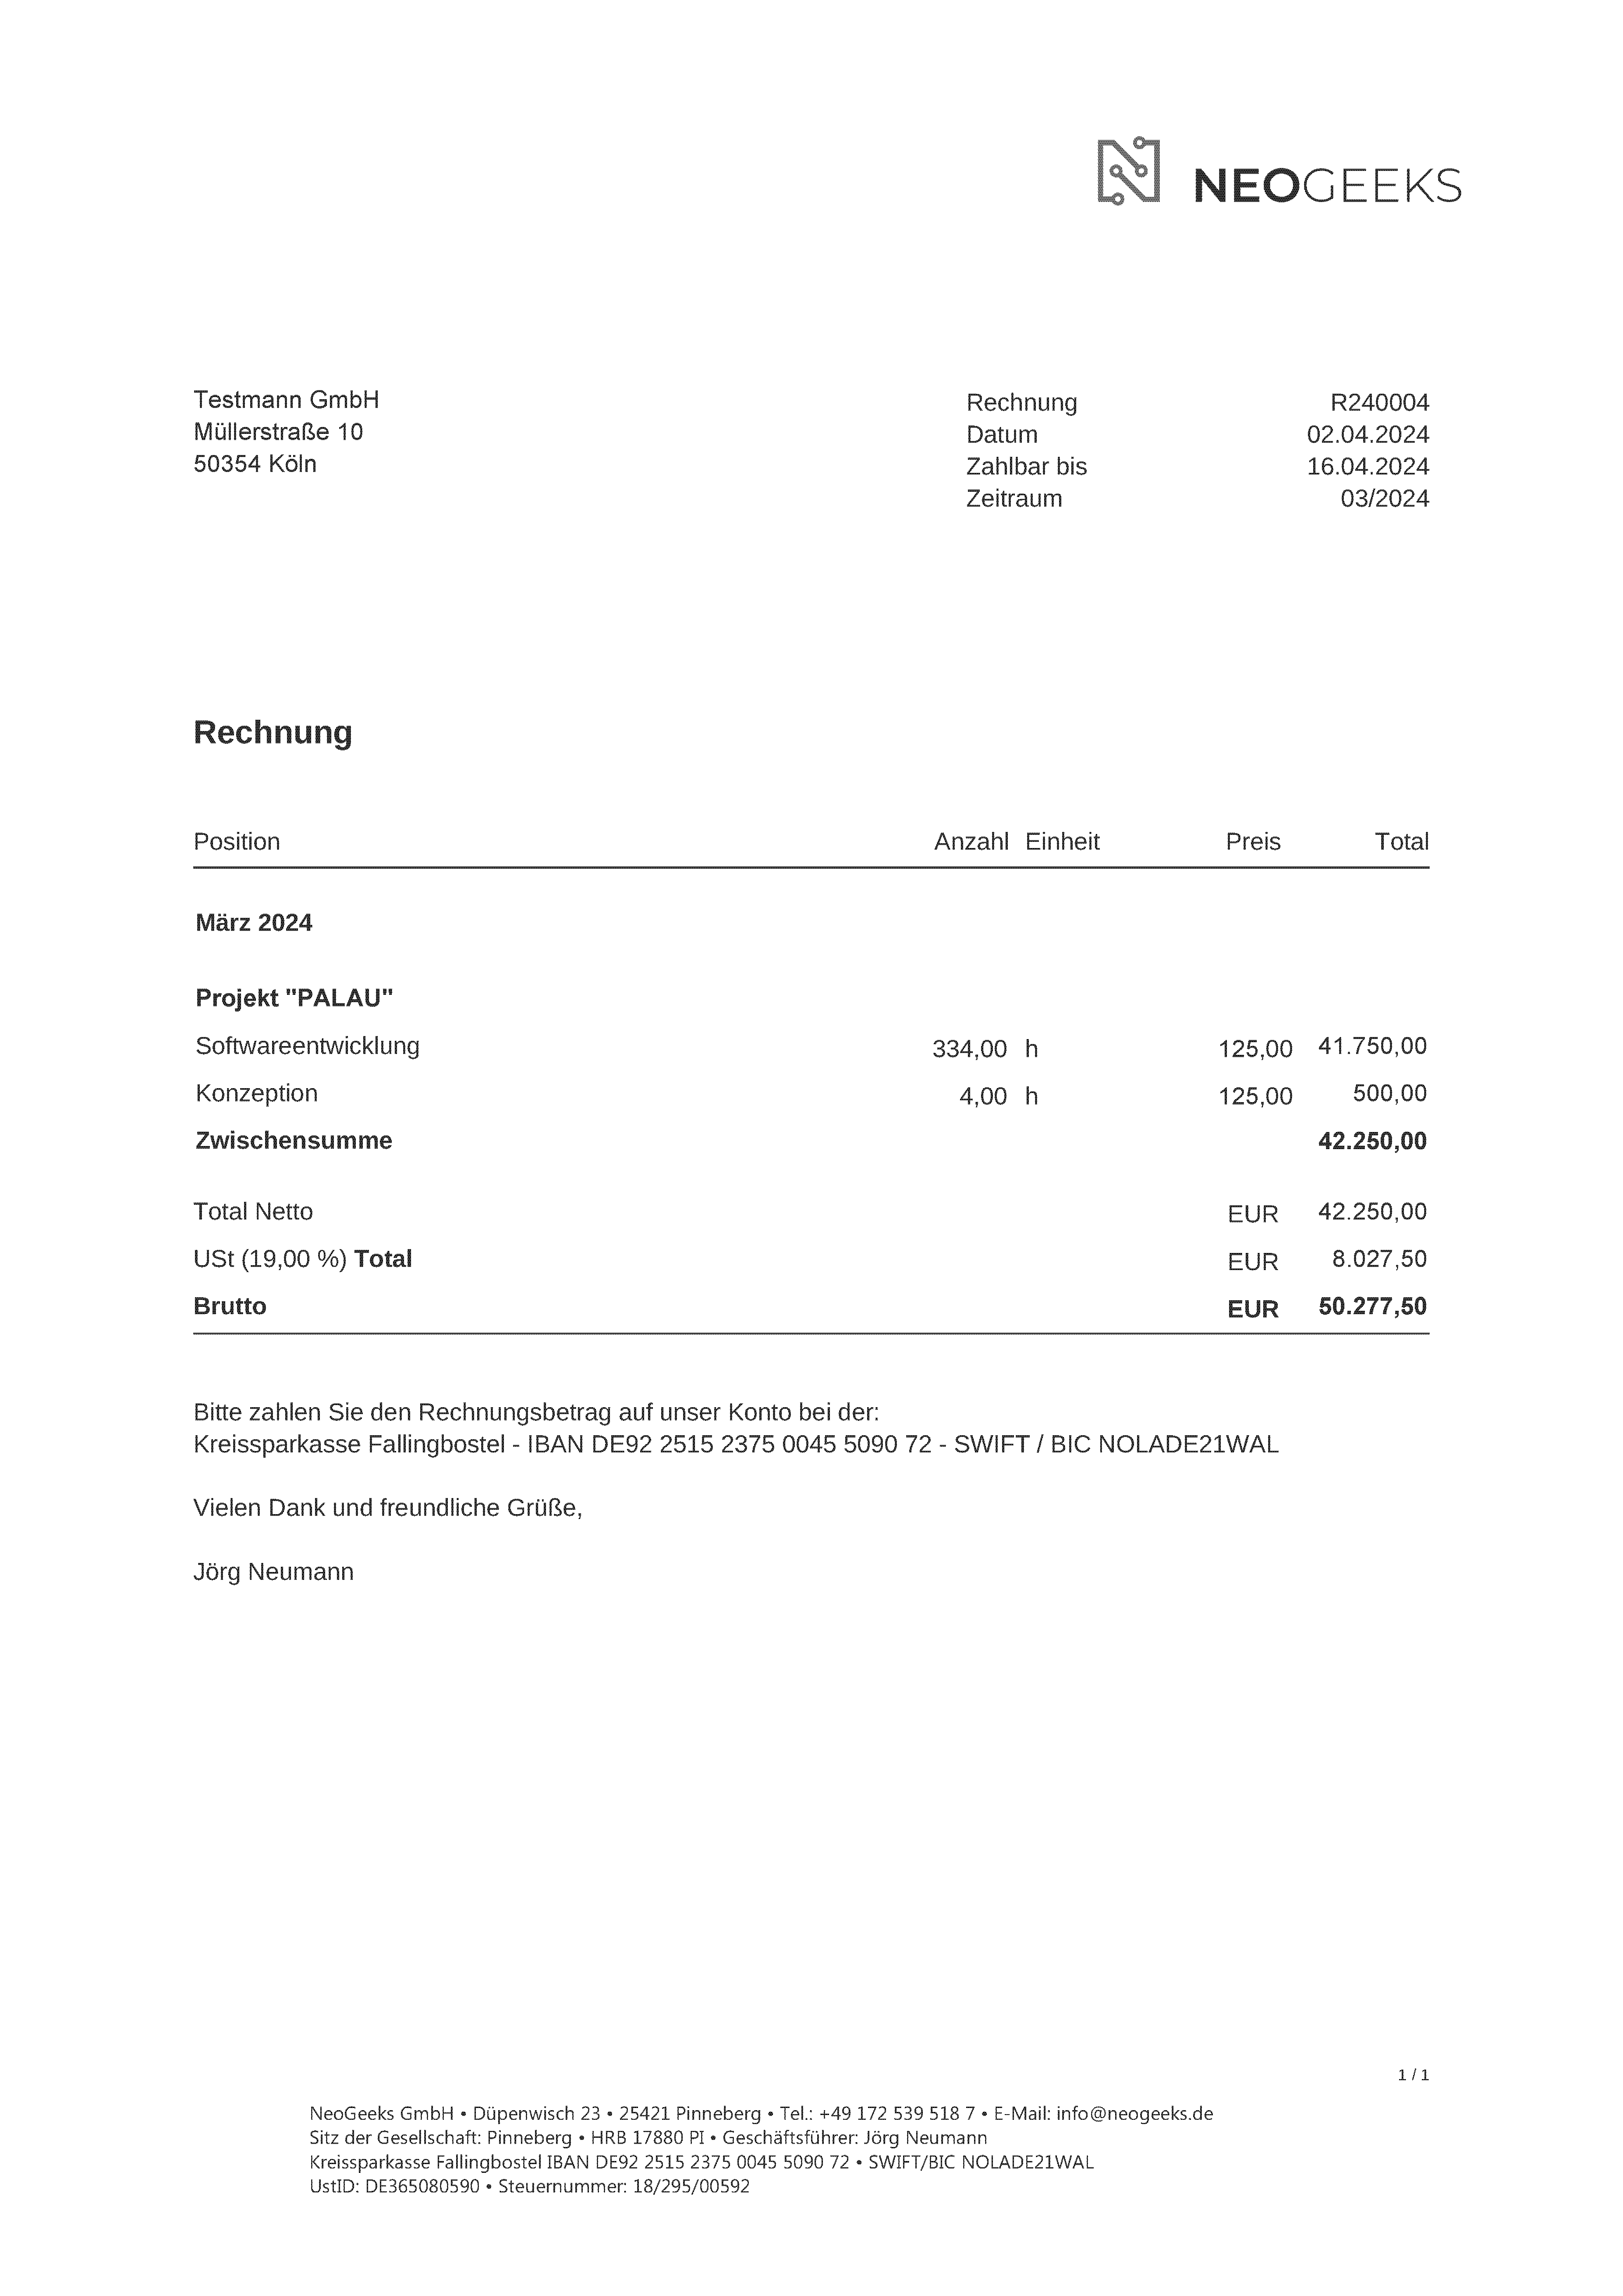 NEOGEEKS
Testmann GmbH
Müllerstraße 10
50354 Köln
Rechnung R240004
Datum 02.04.2024
Zahlbar bis 16.04.2024
Zeitraum 03/2024
Rechnung
Position Anzahl Einheit Preis Total
März 2024
Projekt "PALAU"
Softwareentwicklung 334,00 h 125,00 41.750,00
Konzeption 4,00 h 125,00 500,00
Zwischensumme 42.250,00
Total Netto EUR 42.250,00
USt (19,00 %) Total EUR 8.027,50
Brutto EUR 50.277,50
Bitte zahlen Sie den Rechnungsbetrag auf unser Konto bei der:
Kreissparkasse Fallingbostel - IBAN DE92 2515 2375 0045 5090 72 - SWIFT / BIC NOLADE21WAL
Vielen Dank und freundliche Grüße,
Jörg Neumann
1 / 1
NeoGeeks GmbH • Düpenwisch 23 • 25421 Pinneberg • Tel.: +49 172 539 518 7 • E-Mail: info@neogeeks.de
Sitz der Gesellschaft: Pinneberg • HRB 17880 PI • Geschäftsführer: Jörg Neumann
Kreissparkasse Fallingbostel IBAN DE92 2515 2375 0045 5090 72 • SWIFT/BIC NOLADE21WAL
UstID: DE365080590 • Steuernummer: 18/295/00592